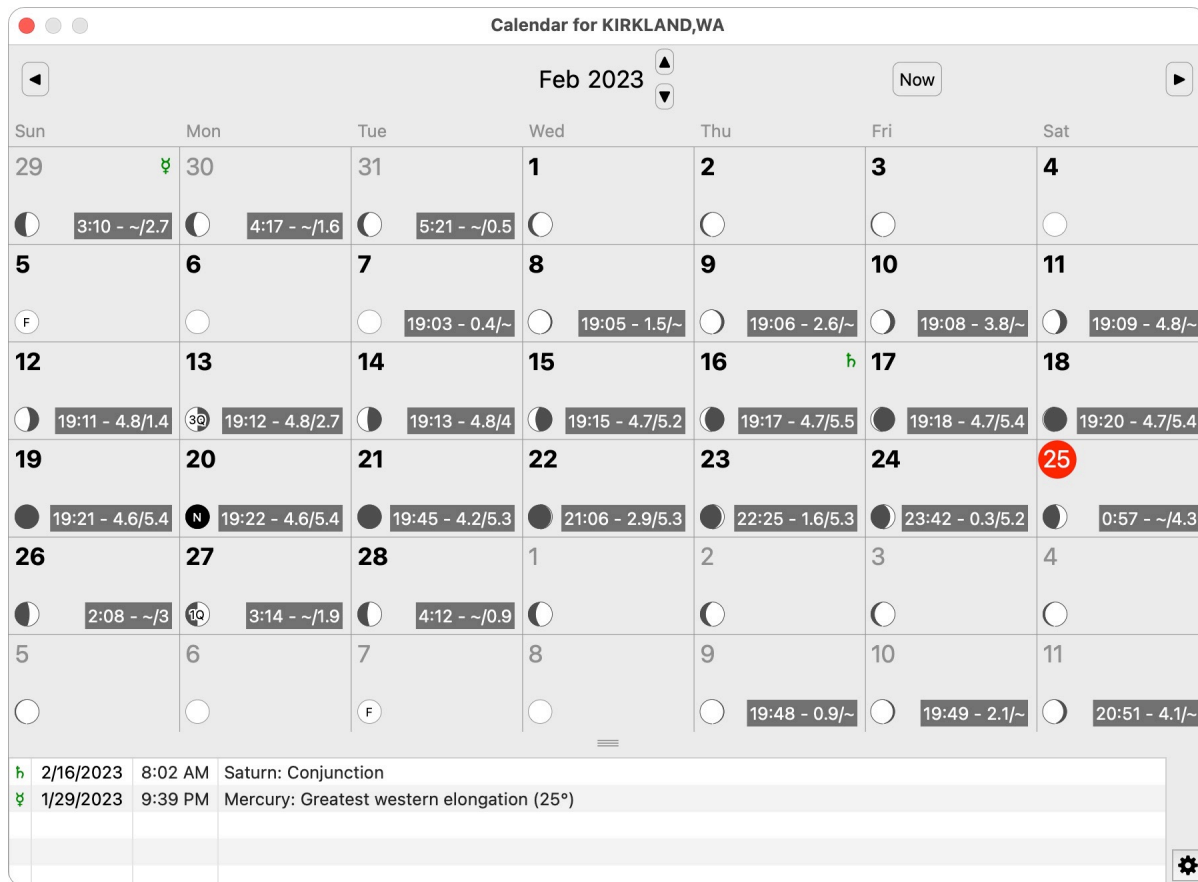 Calendar for KIRKLAND,WA
Feb 2023
Now
Sun Mon Tue Wed Thu Fri Sat
29 ☿ 30 31 1 2 3 4
3:10 - ~/2.7 4:17 - ~/1.6 5:21 - ~/0.5
5 6 7 8 9 10 11
F 19:03 - 0.4/~ 19:05 - 1.5/~ 19:06 - 2.6/~ 19:08 - 3.8/~ 19:09 - 4.8/~
12 13 14 15 16 ♄ 17 18
19:11 - 4.8/1.4 3Q 19:12 - 4.8/2.7 19:13 - 4.8/4 19:15 - 4.7/5.2 19:17 - 4.7/5.5 19:18 - 4.7/5.4 19:20 - 4.7/5.4
19 20 21 22 23 24 25
19:21 - 4.6/5.4 N 19:22 - 4.6/5.4 19:45 - 4.2/5.3 21:06 - 2.9/5.3 22:25 - 1.6/5.3 23:42 - 0.3/5.2 0:57 - ~/4.3
26 27 28 1 2 3 4
2:08 - ~/3 1Q 3:14 - ~/1.9 4:12 - ~/0.9
5 6 7 8 9 10 11
F 19:48 - 0.9/~ 19:49 - 2.1/~ 20:51 - 4.1/~
♄ 2/16/2023 8:02 AM Saturn: Conjunction
☿ 1/29/2023 9:39 PM Mercury: Greatest western elongation (25°)